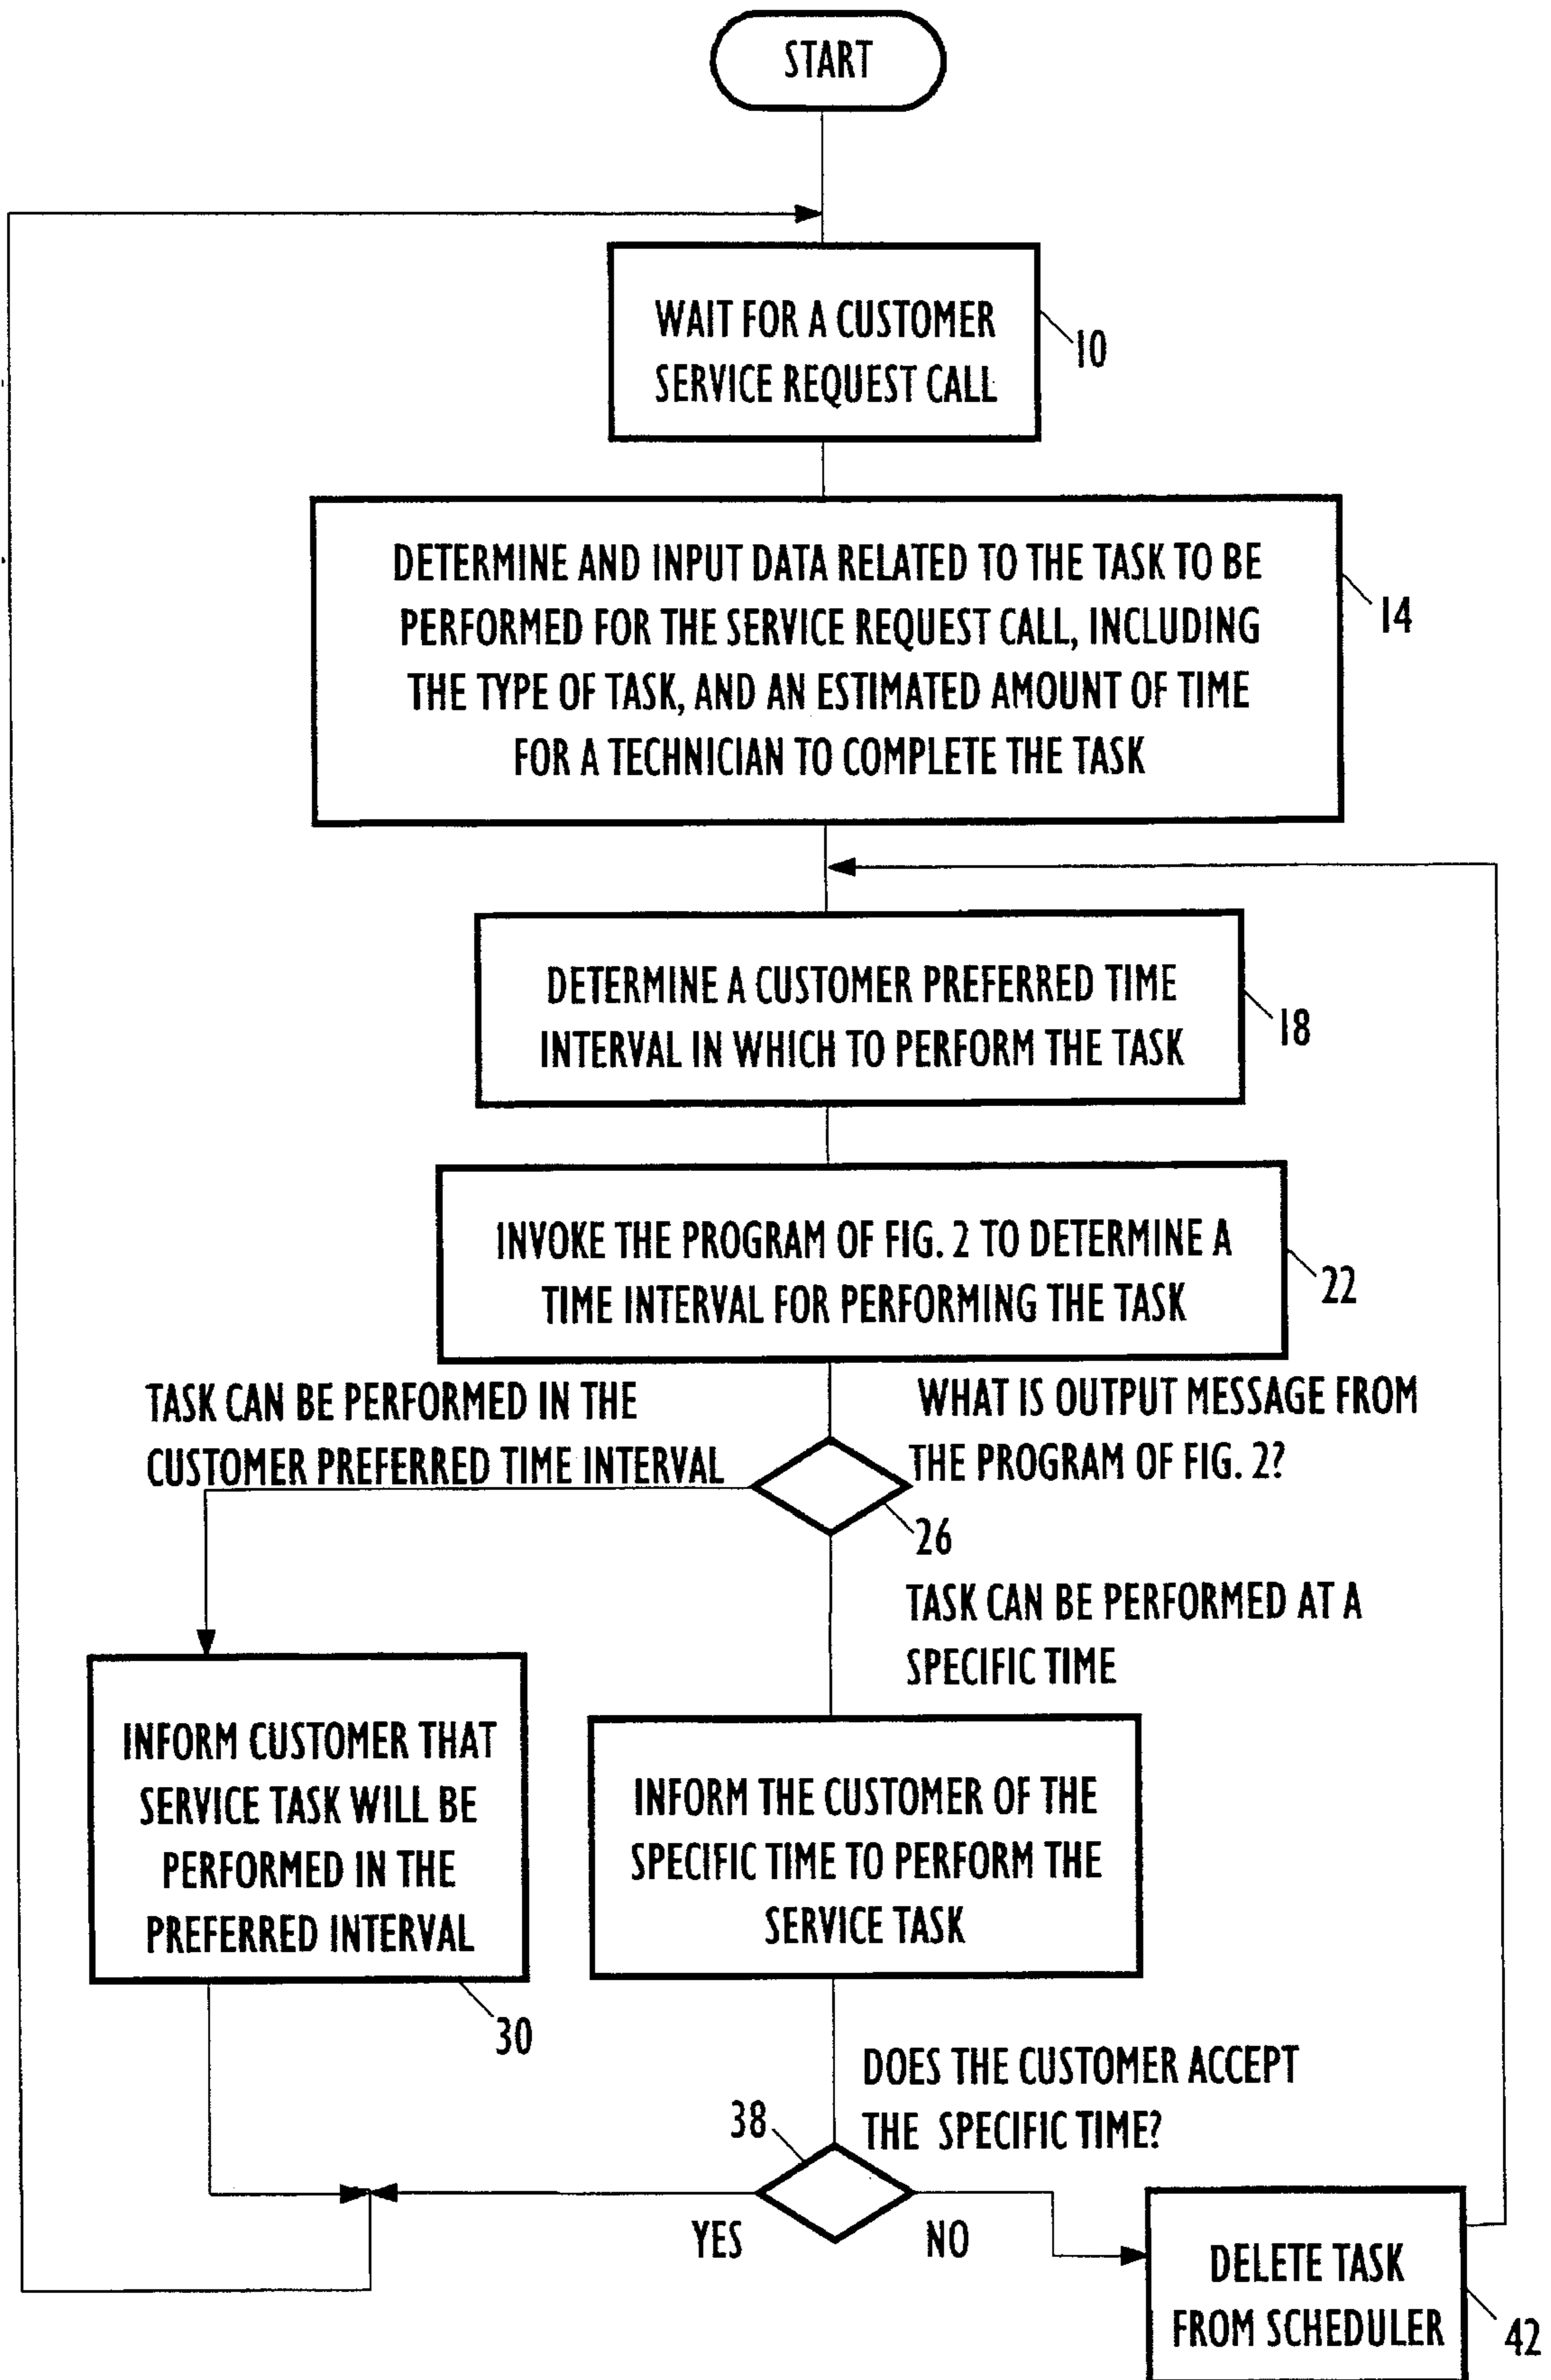 START
WAIT FOR A CUSTOMER
SERVICE REQUEST CALL
10
DETERMINE AND INPUT DATA RELATED TO THE TASK TO BE
PERFORMED FOR THE SERVICE REQUEST CALL, INCLUDING
THE TYPE OF TASK, AND AN ESTIMATED AMOUNT OF TIME
FOR A TECHNICIAN TO COMPLETE THE TASK
14
DETERMINE A CUSTOMER PREFERRED TIME
INTERVAL IN WHICH TO PERFORM THE TASK
18
INVOKE THE PROGRAM OF FIG. 2 TO DETERMINE A
TIME INTERVAL FOR PERFORMING THE TASK
22
TASK CAN BE PERFORMED IN THE
CUSTOMER PREFERRED TIME INTERVAL
WHAT IS OUTPUT MESSAGE FROM
THE PROGRAM OF FIG. 2?
26
TASK CAN BE PERFORMED AT A
SPECIFIC TIME
INFORM CUSTOMER THAT
SERVICE TASK WILL BE
PERFORMED IN THE
PREFERRED INTERVAL
30
INFORM THE CUSTOMER OF THE
SPECIFIC TIME TO PERFORM THE
SERVICE TASK
DOES THE CUSTOMER ACCEPT
THE SPECIFIC TIME?
38
YES
NO
DELETE TASK
FROM SCHEDULER
42